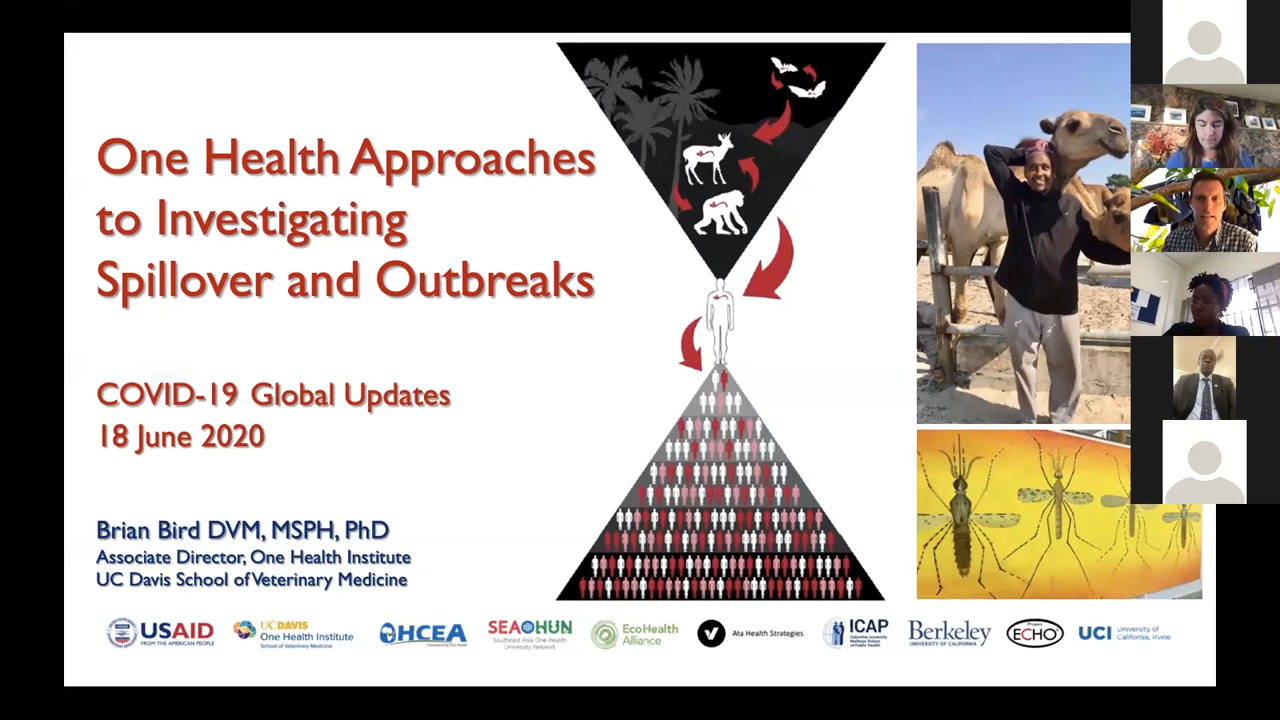 One Health Approaches
to Investigating
Spillover and Outbreaks
COVID-19 Global Updates
18 June 2020
Brian Bird DVM, MSPH, PhD
Associate Director, One Health Institute
UC Davis School of Veterinary Medicine
USAID
FROM THE AMERICAN PEOPLE
UCDAVIS
One Health Institute
School of Veterinary Medicine
OHCEA
SEAOHUN
Southeast Asia One Health
University Network
EcoHealth
Alliance
Ata Health Strategies
ICAP
Columbia University
Mailman School
of Public Health
Berkeley
UNIVERSITY OF CALIFORNIA
Project
ECHO
UCI University of
California, Irvine